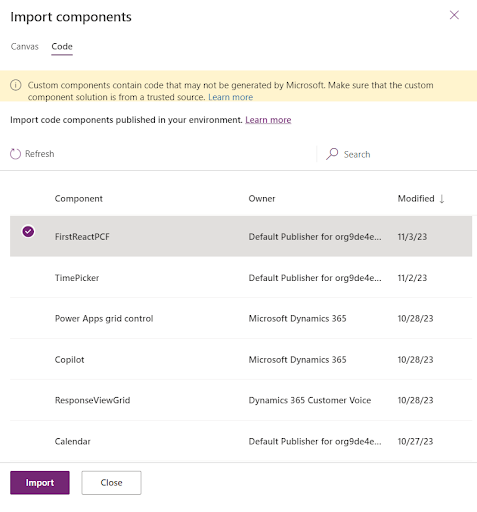 Import components
Canvas Code
Custom components contain code that may not be generated by Microsoft. Make sure that the custom
component solution is from a trusted source. Learn more
Import code components published in your environment. Learn more
Refresh Search
Component Owner Modified ↓
FirstReactPCF Default Publisher for org9de4e... 11/3/23
TimePicker Default Publisher for org9de4e... 11/2/23
Power Apps grid control Microsoft Dynamics 365 10/28/23
Copilot Microsoft Dynamics 365 10/28/23
ResponseViewGrid Dynamics 365 Customer Voice 10/28/23
Calendar Default Publisher for org9de4e... 10/27/23
Import Close